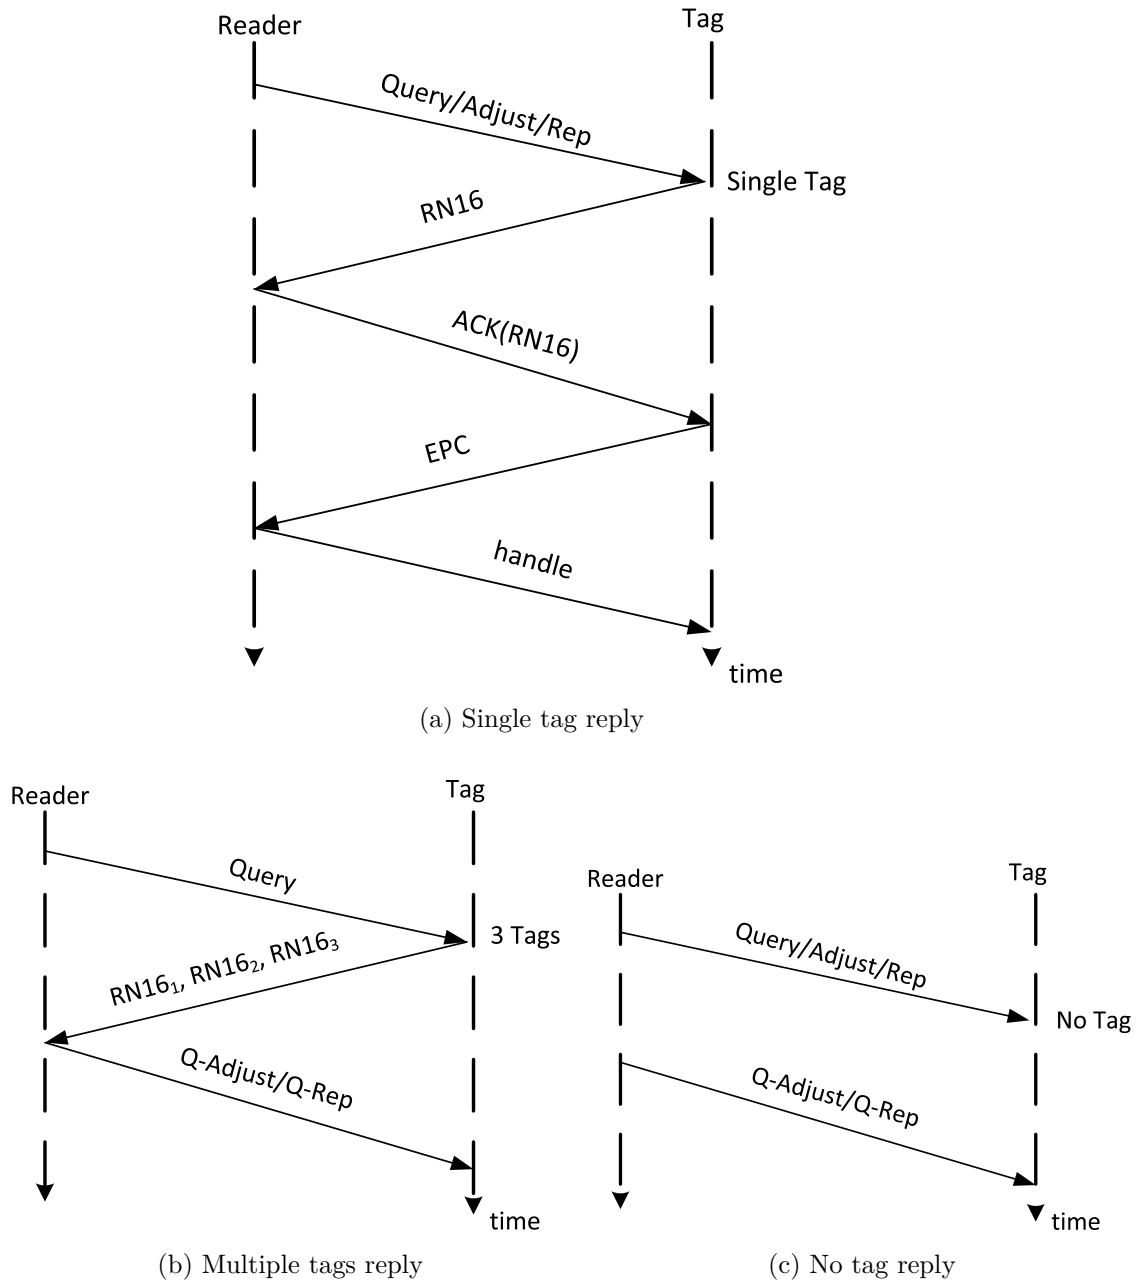 Reader
Tag
Query/Adjust/Rep
Single Tag
RN16
ACK(RN16)
EPC
handle
time
(a) Single tag reply
Reader
Tag
Query
3 Tags
RN16₁, RN16₂, RN16₃
Q-Adjust/Q-Rep
time
(b) Multiple tags reply
Reader
Tag
Query/Adjust/Rep
No Tag
Q-Adjust/Q-Rep
time
(c) No tag reply